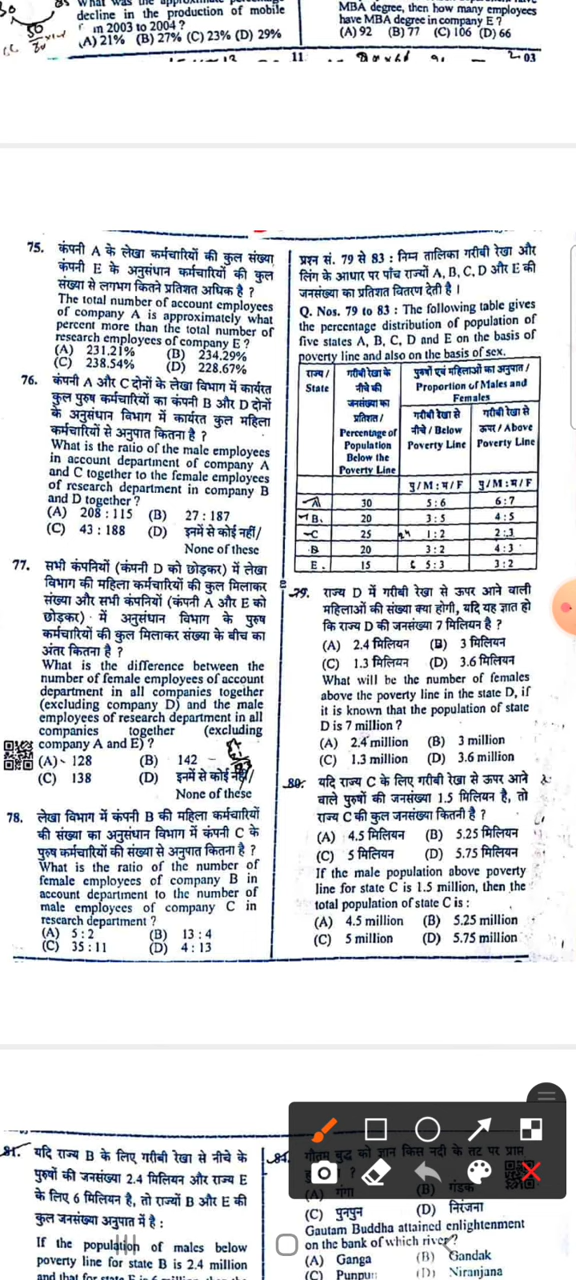 What was the approximate percentage
decline in the production of mobile
in 2003 to 2004 ?
(A) 21% (B) 27% (C) 23% (D) 29%
MBA degree, then how many employees
have MBA degree in company E ?
(A) 92 (B) 77 (C) 106 (D) 66
11
03
75. कंपनी A के लेखा कर्मचारियों की कुल संख्या
कंपनी E के अनुसंधान कर्मचारियों की कुल
संख्या से लगभग कितने प्रतिशत अधिक है ?
The total number of account employees
of company A is approximately what
percent more than the total number of
research employees of company E ?
(A) 231.21% (B) 234.29%
(C) 238.54% (D) 228.67%
76. कंपनी A और C दोनों के लेखा विभाग में कार्यरत
कुल पुरुष कर्मचारियों का कंपनी B और D दोनों
के अनुसंधान विभाग में कार्यरत कुल महिला
कर्मचारियों से अनुपात कितना है ?
What is the ratio of the male employees
in account department of company A
and C together to the female employees
of research department in company B
and D together ?
(A) 208 : 115 (B) 27 : 187
(C) 43 : 188 (D) इनमें से कोई नहीं/
None of these
77. सभी कंपनियों (कंपनी D को छोड़कर) में लेखा
विभाग की महिला कर्मचारियों की कुल मिलाकर
संख्या और सभी कंपनियों (कंपनी A और E को
छोड़कर) में अनुसंधान विभाग के पुरुष
कर्मचारियों की कुल मिलाकर संख्या के बीच का
अंतर कितना है ?
What is the difference between the
number of female employees of account
department in all companies together
(excluding company D) and the male
employees of research department in all
companies together (excluding
company A and E) ?
(A) 128 (B) 142
(C) 138 (D) इनमें से कोई नहीं/
None of these
78. लेखा विभाग में कंपनी B की महिला कर्मचारियों
की संख्या का अनुसंधान विभाग में कंपनी C के
पुरुष कर्मचारियों की संख्या से अनुपात कितना है ?
What is the ratio of the number of
female employees of company B in
account department to the number of
male employees of company C in
research department ?
(A) 5 : 2 (B) 13 : 4
(C) 35 : 11 (D) 4 : 13
प्रश्न सं. 79 से 83 : निम्न तालिका गरीबी रेखा और
लिंग के आधार पर पाँच राज्यों A, B, C, D और E की
जनसंख्या का प्रतिशत वितरण देती है ।
Q. Nos. 79 to 83 : The following table gives
the percentage distribution of population of
five states A, B, C, D and E on the basis of
poverty line and also on the basis of sex.
राज्य / State
गरीबी रेखा के नीचे की जनसंख्या का प्रतिशत / Percentage of Population Below the Poverty Line
पुरुषों एवं महिलाओं का अनुपात / Proportion of Males and Females
गरीबी रेखा से नीचे / Below Poverty Line
गरीबी रेखा से ऊपर / Above Poverty Line
पु/M : म/F पु/M : म/F
A 30 5 : 6 6 : 7
B 20 3 : 5 4 : 5
C 25 1 : 2 2 : 3
D 20 3 : 2 4 : 3
E 15 5 : 3 3 : 2
79. राज्य D में गरीबी रेखा से ऊपर आने वाली
महिलाओं की संख्या क्या होगी, यदि यह ज्ञात हो
कि राज्य D की जनसंख्या 7 मिलियन है ?
(A) 2.4 मिलियन (B) 3 मिलियन
(C) 1.3 मिलियन (D) 3.6 मिलियन
What will be the number of females
above the poverty line in the state D, if
it is known that the population of state
D is 7 million ?
(A) 2.4 million (B) 3 million
(C) 1.3 million (D) 3.6 million
80. यदि राज्य C के लिए गरीबी रेखा से ऊपर आने
वाले पुरुषों की जनसंख्या 1.5 मिलियन है, तो
राज्य C की कुल जनसंख्या कितनी है ?
(A) 4.5 मिलियन (B) 5.25 मिलियन
(C) 5 मिलियन (D) 5.75 मिलियन
If the male population above poverty
line for state C is 1.5 million, then the
total population of state C is :
(A) 4.5 million (B) 5.25 million
(C) 5 million (D) 5.75 million
81. यदि राज्य B के लिए गरीबी रेखा से नीचे के
पुरुषों की जनसंख्या 2.4 मिलियन और राज्य E
के लिए 6 मिलियन है, तो राज्यों B और E की
कुल जनसंख्या अनुपात में है :
If the population of males below
poverty line for state B is 2.4 million
and that for state E is 6 million
84. गौतम बुद्ध को ज्ञान किस नदी के तट पर प्राप्त
?
(A) गंगा (B) गंडक
(C) पुनपुन (D) निरंजना
Gautam Buddha attained enlightenment
on the bank of which river?
(A) Ganga (B) Gandak
(C) Punpun (D) Niranjana